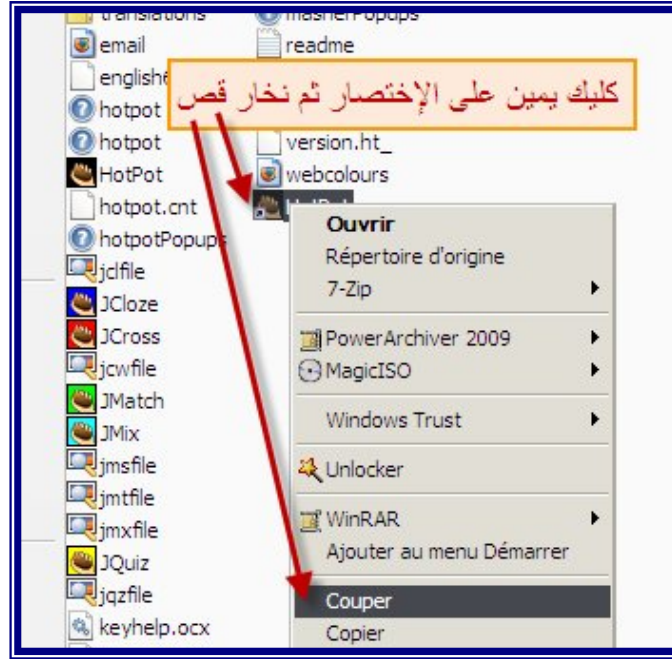 translations
email
hotpot
hotpot
HotPot
hotpot.cnt
hotpotPopups
jclfile
JCloze
JCross
jcwfile
JMatch
JMix
jmsfile
jmtfile
jmxfile
JQuiz
jqzfile
keyhelp.ocx
masherPopups
readme
version.ht_
webcolours
كليك يمين على الإختصار ثم نخار قص
Ouvrir
Répertoire d'origine
7-Zip
PowerArchiver 2009
MagicISO
Windows Trust
Unlocker
WinRAR
Ajouter au menu Démarrer
Couper
Copier